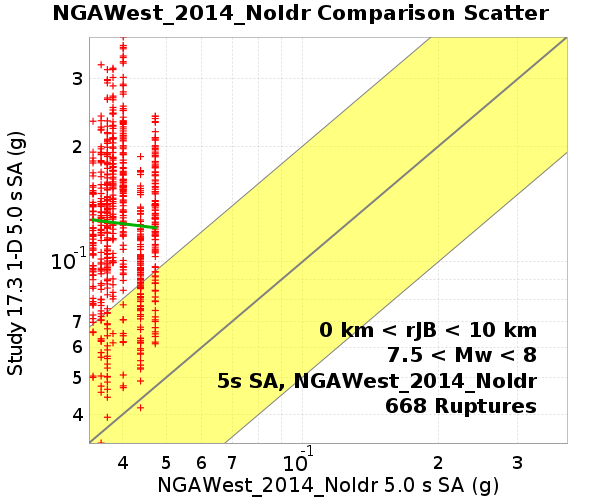 NGAWest_2014_NoIdr Comparison Scatter
Study 17.3 1-D 5.0 s SA (g)
3
2
10⁻¹
7
6
5
4
0 km < rJB < 10 km
7.5 < Mw < 8
5s SA, NGAWest_2014_NoIdr
668 Ruptures
4 5 6 7 10⁻¹ 2 3
NGAWest_2014_NoIdr 5.0 s SA (g)